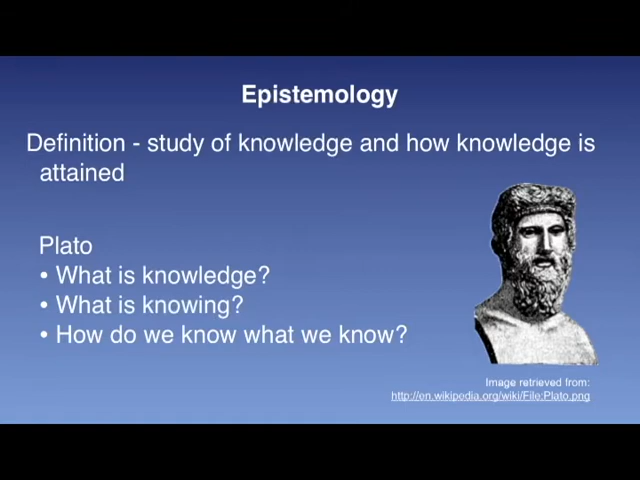 Epistemology
Definition - study of knowledge and how knowledge is
attained
Plato
• What is knowledge?
• What is knowing?
• How do we know what we know?
Image retrieved from:
http://en.wikipedia.org/wiki/File:Plato.png